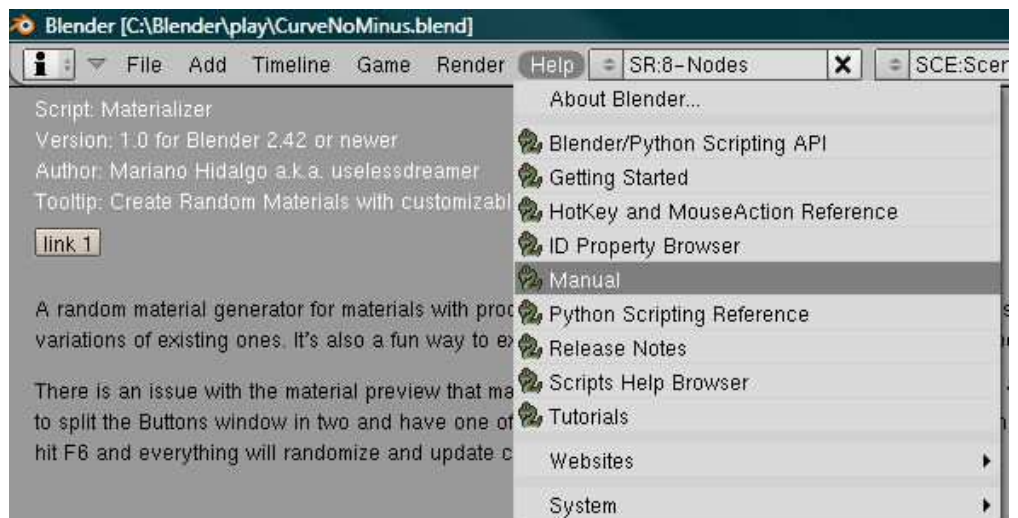 Blender [C:\Blender\play\CurveNoMinus.blend]
File Add Timeline Game Render Help SR:8-Nodes SCE:Scer
Script: Materializer
Version: 1.0 for Blender 2.42 or newer
Author: Mariano Hidalgo a.k.a. uselessdreamer
Tooltip: Create Random Materials with customizabl
link 1
A random material generator for materials with proc
variations of existing ones. It's also a fun way to ex
There is an issue with the material preview that ma
to split the Buttons window in two and have one of
hit F6 and everything will randomize and update c
About Blender...
Blender/Python Scripting API
Getting Started
HotKey and MouseAction Reference
ID Property Browser
Manual
Python Scripting Reference
Release Notes
Scripts Help Browser
Tutorials
Websites
System